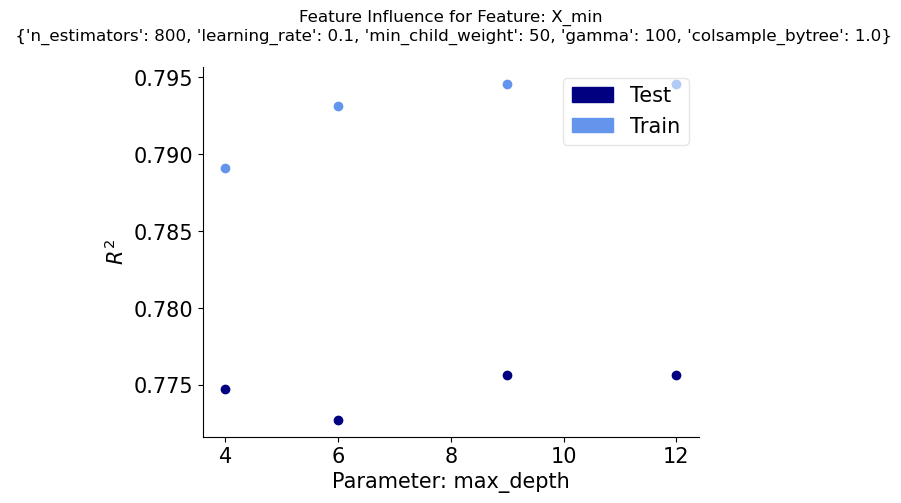 Feature Influence for Feature: X_min
{'n_estimators': 800, 'learning_rate': 0.1, 'min_child_weight': 50, 'gamma': 100, 'colsample_bytree': 1.0}
0.795
0.790
0.785
0.780
0.775
R²
Test
Train
4 6 8 10 12
Parameter: max_depth